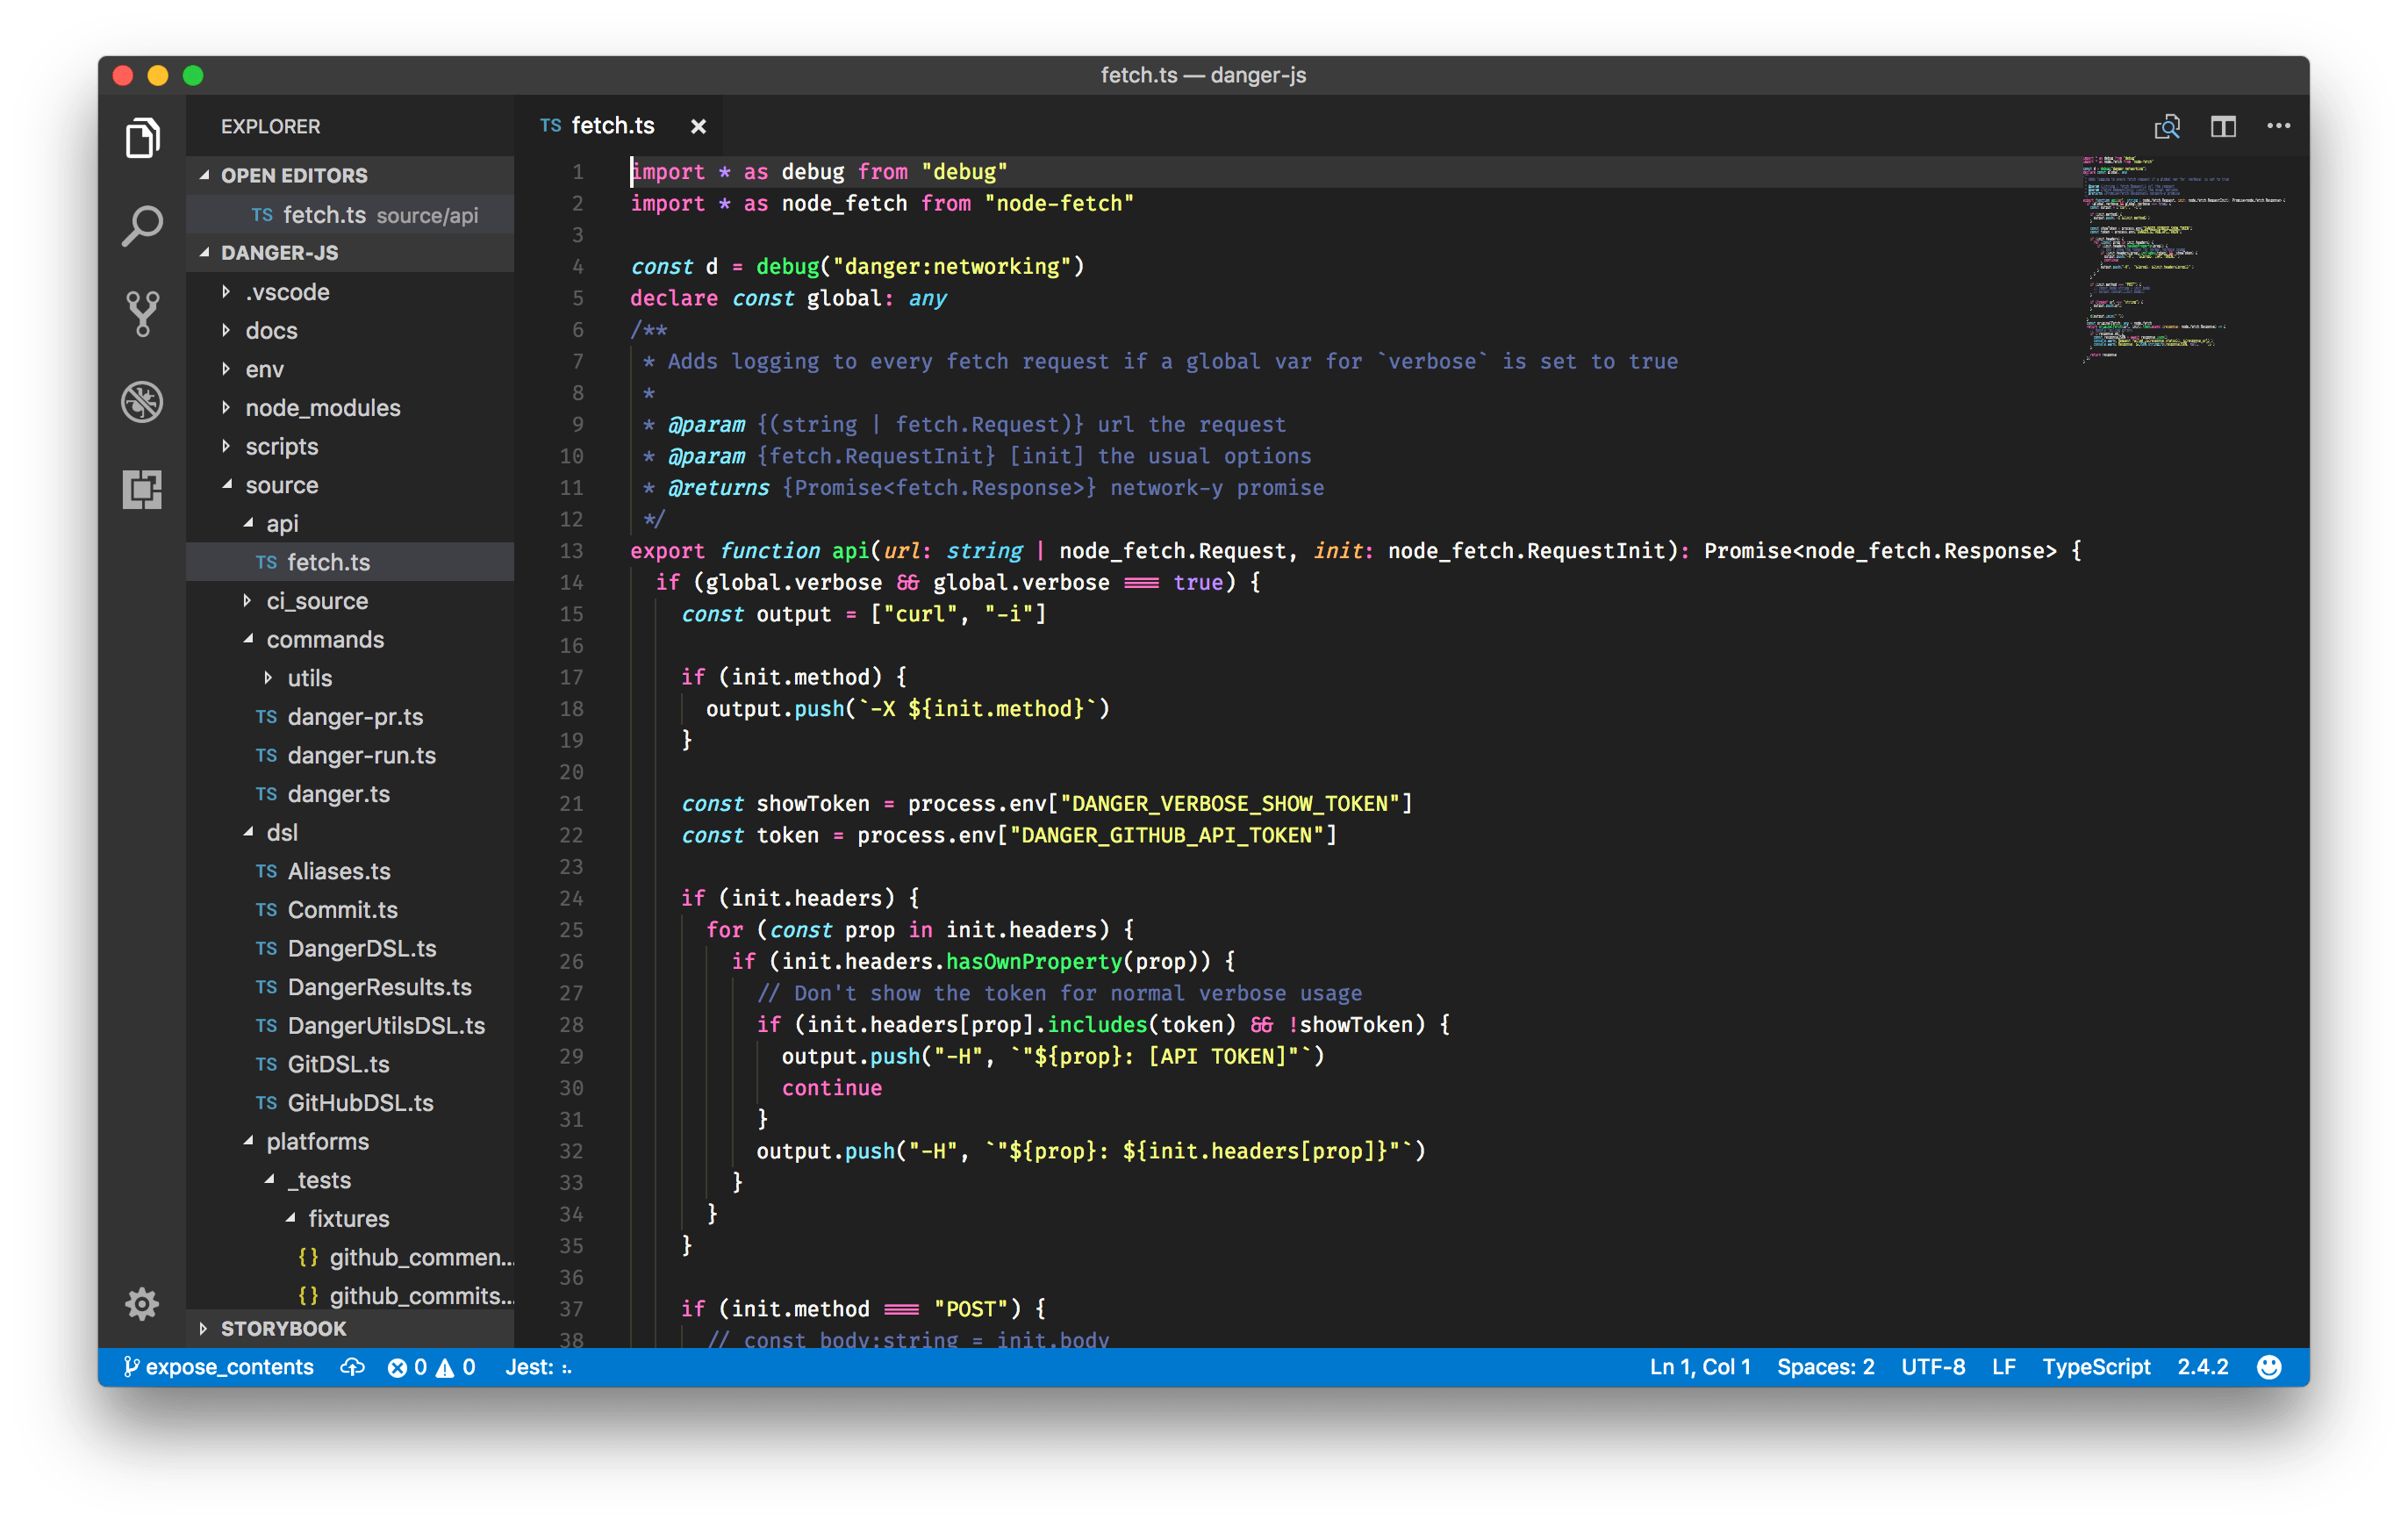 fetch.ts — danger-js
EXPLORER
OPEN EDITORS
TS fetch.ts source/api
DANGER-JS
.vscode
docs
env
node_modules
scripts
source
api
TS fetch.ts
ci_source
commands
utils
TS danger-pr.ts
TS danger-run.ts
TS danger.ts
dsl
TS Aliases.ts
TS Commit.ts
TS DangerDSL.ts
TS DangerResults.ts
TS DangerUtilsDSL.ts
TS GitDSL.ts
TS GitHubDSL.ts
platforms
_tests
fixtures
{} github_commen...
{} github_commits...
STORYBOOK
TS fetch.ts ×
1 import * as debug from "debug"
2 import * as node_fetch from "node-fetch"
3
4 const d = debug("danger:networking")
5 declare const global: any
6 /**
7 * Adds logging to every fetch request if a global var for `verbose` is set to true
8 *
9 * @param {(string | fetch.Request)} url the request
10 * @param {fetch.RequestInit} [init] the usual options
11 * @returns {Promise<fetch.Response>} network-y promise
12 */
13 export function api(url: string | node_fetch.Request, init: node_fetch.RequestInit): Promise<node_fetch.Response> {
14 if (global.verbose && global.verbose === true) {
15 const output = ["curl", "-i"]
16
17 if (init.method) {
18 output.push(`-X ${init.method}`)
19 }
20
21 const showToken = process.env["DANGER_VERBOSE_SHOW_TOKEN"]
22 const token = process.env["DANGER_GITHUB_API_TOKEN"]
23
24 if (init.headers) {
25 for (const prop in init.headers) {
26 if (init.headers.hasOwnProperty(prop)) {
27 // Don't show the token for normal verbose usage
28 if (init.headers[prop].includes(token) && !showToken) {
29 output.push("-H", `"${prop}: [API TOKEN]"`)
30 continue
31 }
32 output.push("-H", `"${prop}: ${init.headers[prop]}"`)
33 }
34 }
35 }
36
37 if (init.method === "POST") {
38 // const body:string = init.body
expose_contents 0 0 Jest: :.
Ln 1, Col 1 Spaces: 2 UTF-8 LF TypeScript 2.4.2